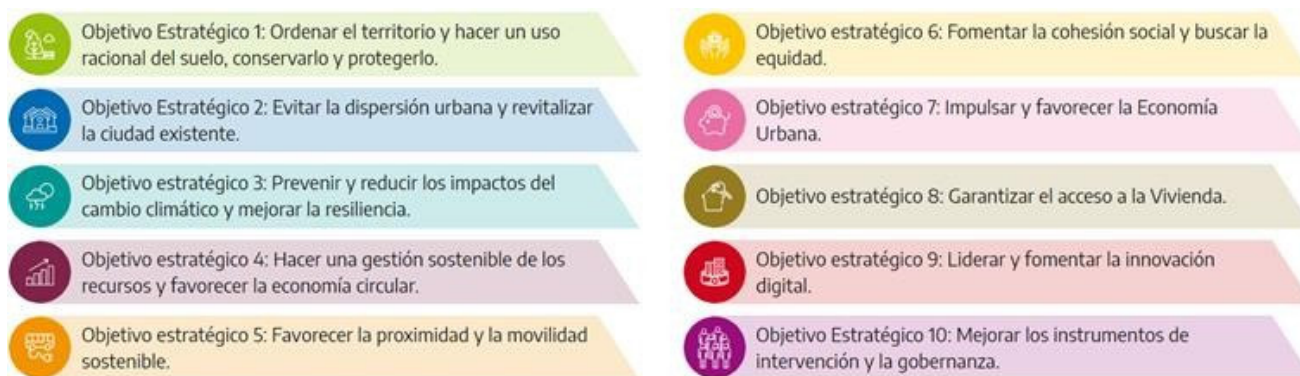 Objetivo Estratégico 1: Ordenar el territorio y hacer un uso
racional del suelo, conservarlo y protegerlo.
Objetivo Estratégico 2: Evitar la dispersión urbana y revitalizar
la ciudad existente.
Objetivo estratégico 3: Prevenir y reducir los impactos del
cambio climático y mejorar la resiliencia.
Objetivo estratégico 4: Hacer una gestión sostenible de los
recursos y favorecer la economía circular.
Objetivo estratégico 5: Favorecer la proximidad y la movilidad
sostenible.
Objetivo estratégico 6: Fomentar la cohesión social y buscar la
equidad.
Objetivo estratégico 7: Impulsar y favorecer la Economía
Urbana.
Objetivo estratégico 8: Garantizar el acceso a la Vivienda.
Objetivo estratégico 9: Liderar y fomentar la innovación
digital.
Objetivo Estratégico 10: Mejorar los instrumentos de
intervención y la gobernanza.